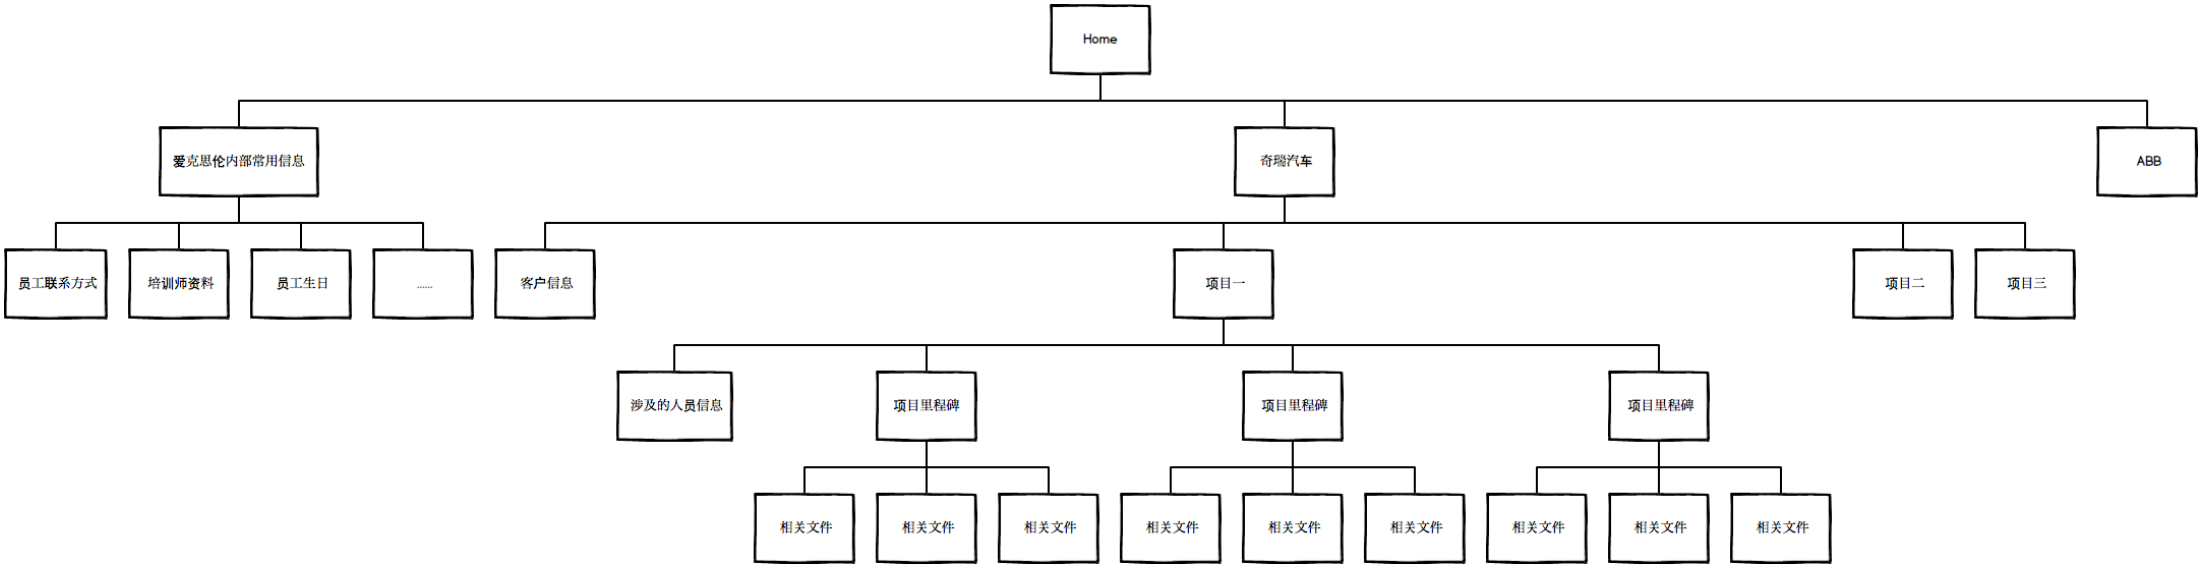 Home
爱克思伦内部常用信息
奇瑞汽车
ABB
员工联系方式
培训师资料
员工生日
......
客户信息
项目一
项目二
项目三
涉及的人员信息
项目里程碑
项目里程碑
项目里程碑
相关文件
相关文件
相关文件
相关文件
相关文件
相关文件
相关文件
相关文件
相关文件